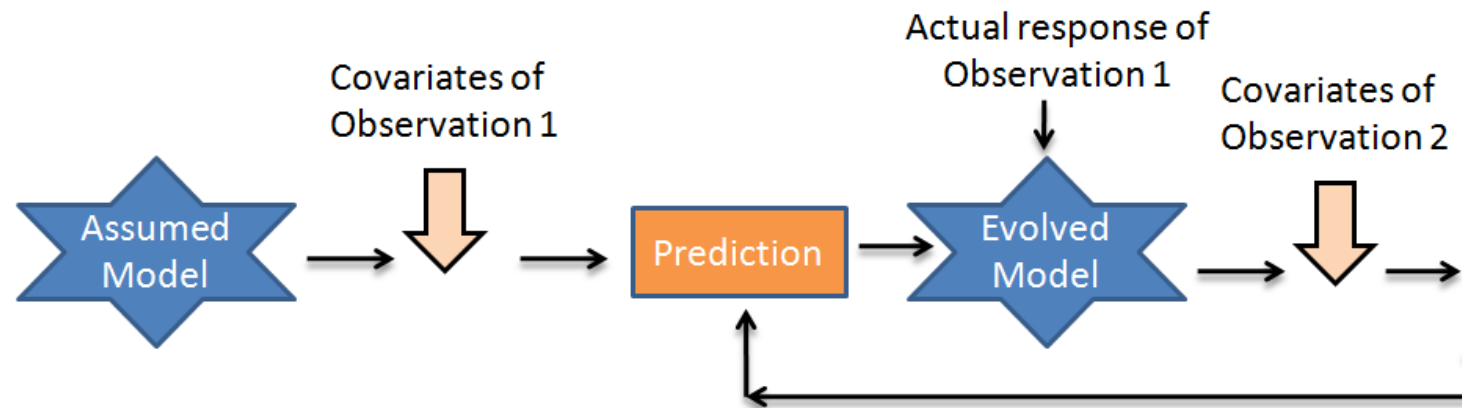 Assumed
Model
Covariates of
Observation 1
Prediction
Actual response of
Observation 1
Evolved
Model
Covariates of
Observation 2